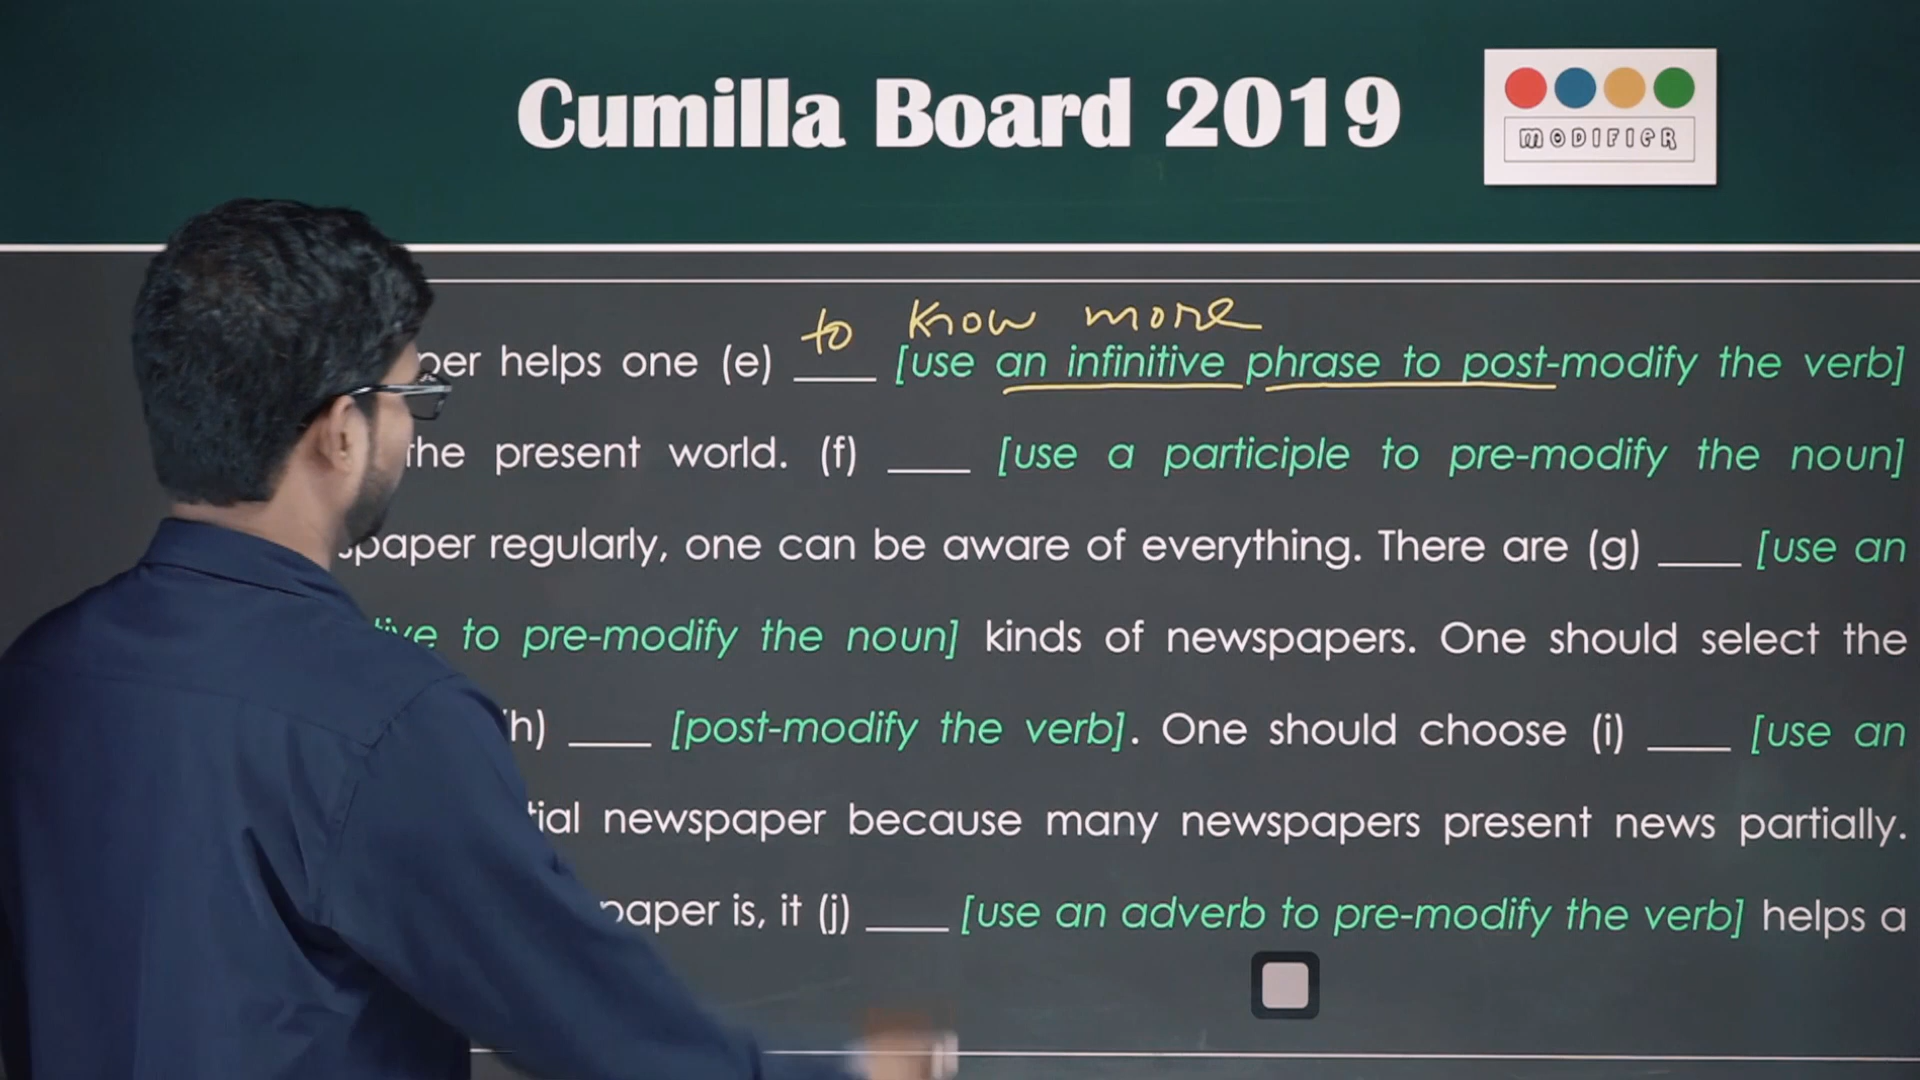 Cumilla Board 2019
MODIFIER
to know more
helps one (e) ____ [use an infinitive phrase to post-modify the verb]
the present world. (f) ____ [use a participle to pre-modify the noun]
regularly, one can be aware of everything. There are (g) ____ [use an
to pre-modify the noun] kinds of newspapers. One should select the
h) ____ [post-modify the verb]. One should choose (i) ____ [use an
newspaper because many newspapers present news partially.
paper is, it (j) ____ [use an adverb to pre-modify the verb] helps a